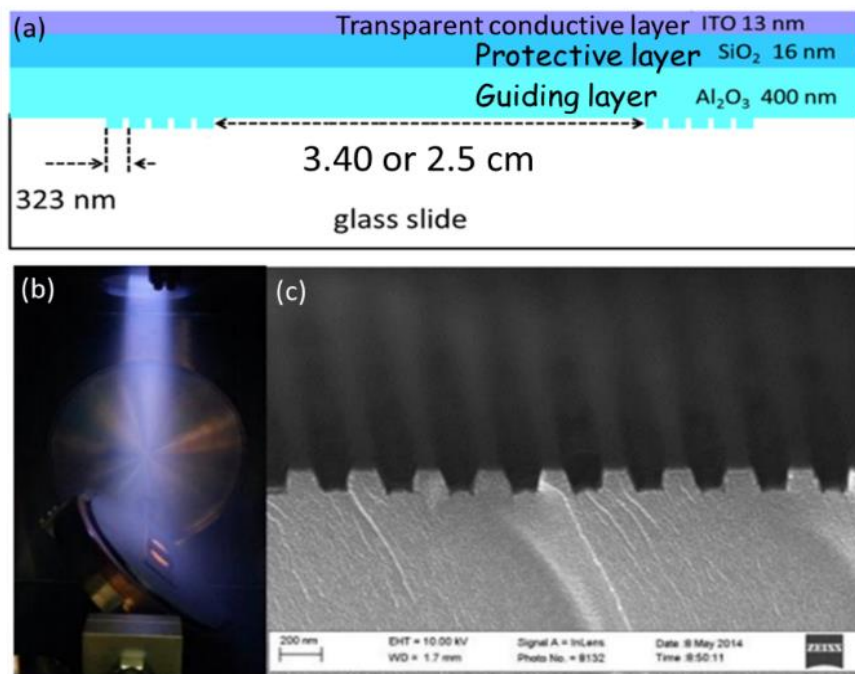 (a)
Transparent conductive layer ITO 13 nm
Protective layer SiO₂ 16 nm
Guiding layer Al₂O₃ 400 nm
3.40 or 2.5 cm
323 nm
glass slide
(b)
(c)
200 nm
EHT = 10.00 kV
WD = 1.7 mm
Signal A = InLens
Photo No. = 8132
Date :8 May 2014
Time :8:50:11
ZEISS